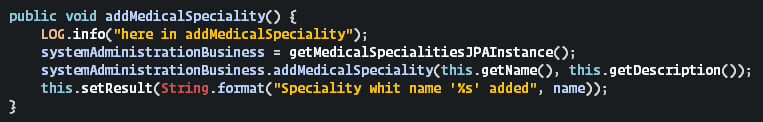 public void addMedicalSpeciality() {
LOG.info("here in addMedicalSpeciality");
systemAdministrationBusiness = getMedicalSpecialitiesJPAInstance();
systemAdministrationBusiness.addMedicalSpeciality(this.getName(), this.getDescription());
this.setResult(String.format("Speciality whit name '%s' added", name));
}